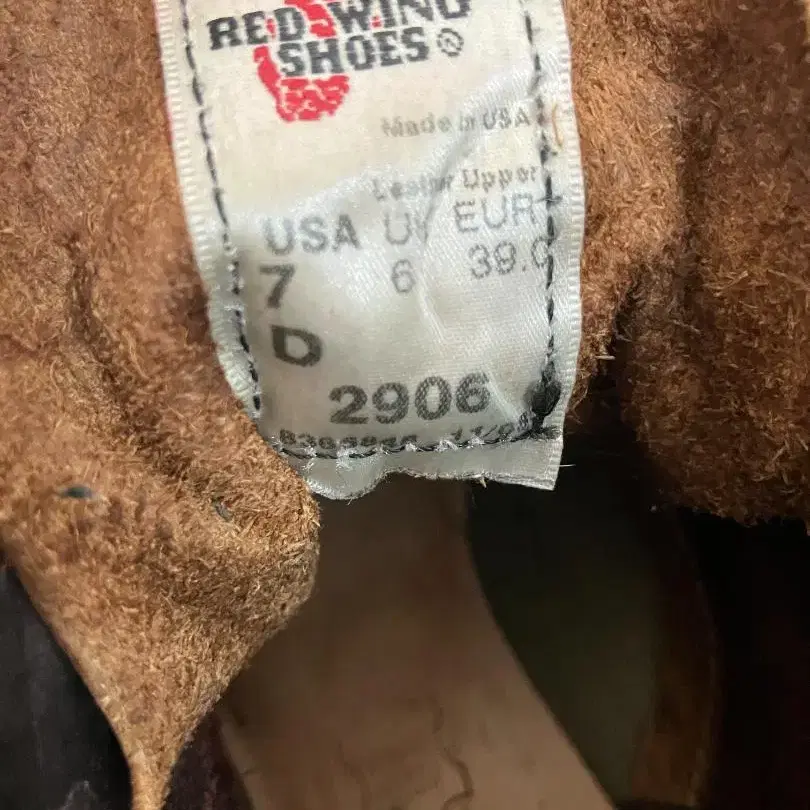 RED WING
SHOES ®
Made in USA
Leather Upper
USA UK EUR
7 6 39.0
D
2906